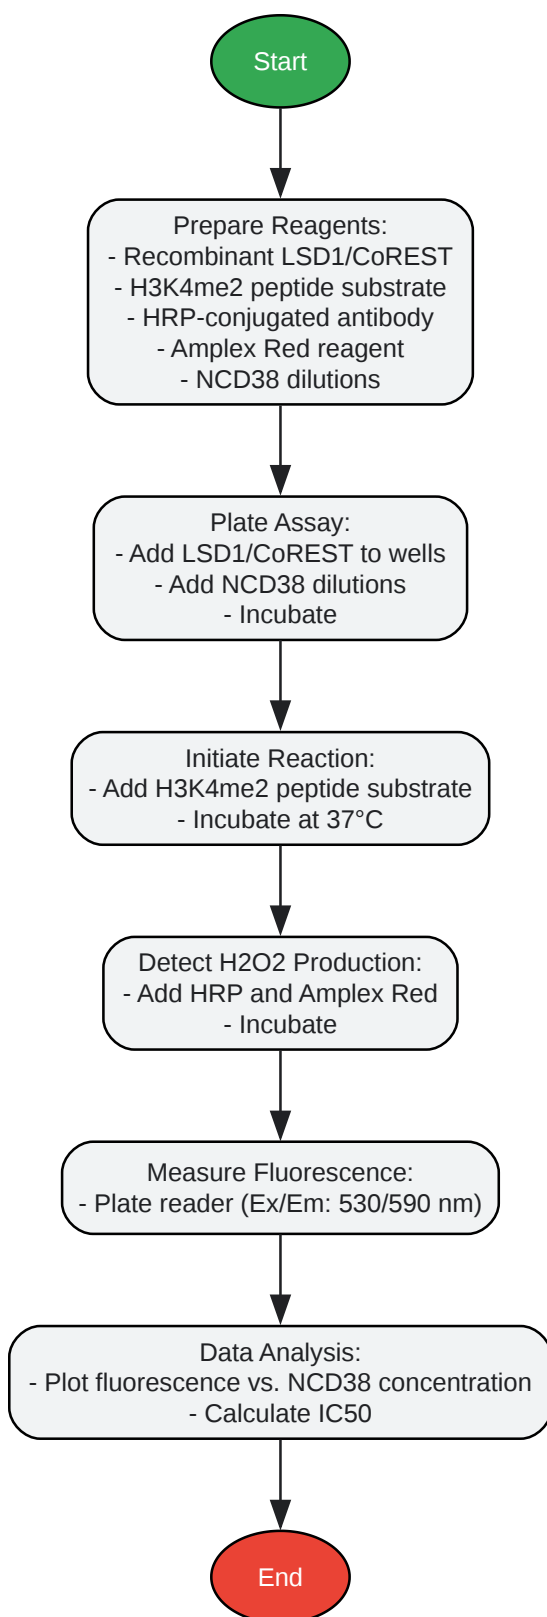 Start
Prepare Reagents:
- Recombinant LSD1/CoREST
- H3K4me2 peptide substrate
- HRP-conjugated antibody
- Amplex Red reagent
- NCD38 dilutions
Plate Assay:
- Add LSD1/CoREST to wells
- Add NCD38 dilutions
- Incubate
Initiate Reaction:
- Add H3K4me2 peptide substrate
- Incubate at 37°C
Detect H2O2 Production:
- Add HRP and Amplex Red
- Incubate
Measure Fluorescence:
- Plate reader (Ex/Em: 530/590 nm)
Data Analysis:
- Plot fluorescence vs. NCD38 concentration
- Calculate IC50
End